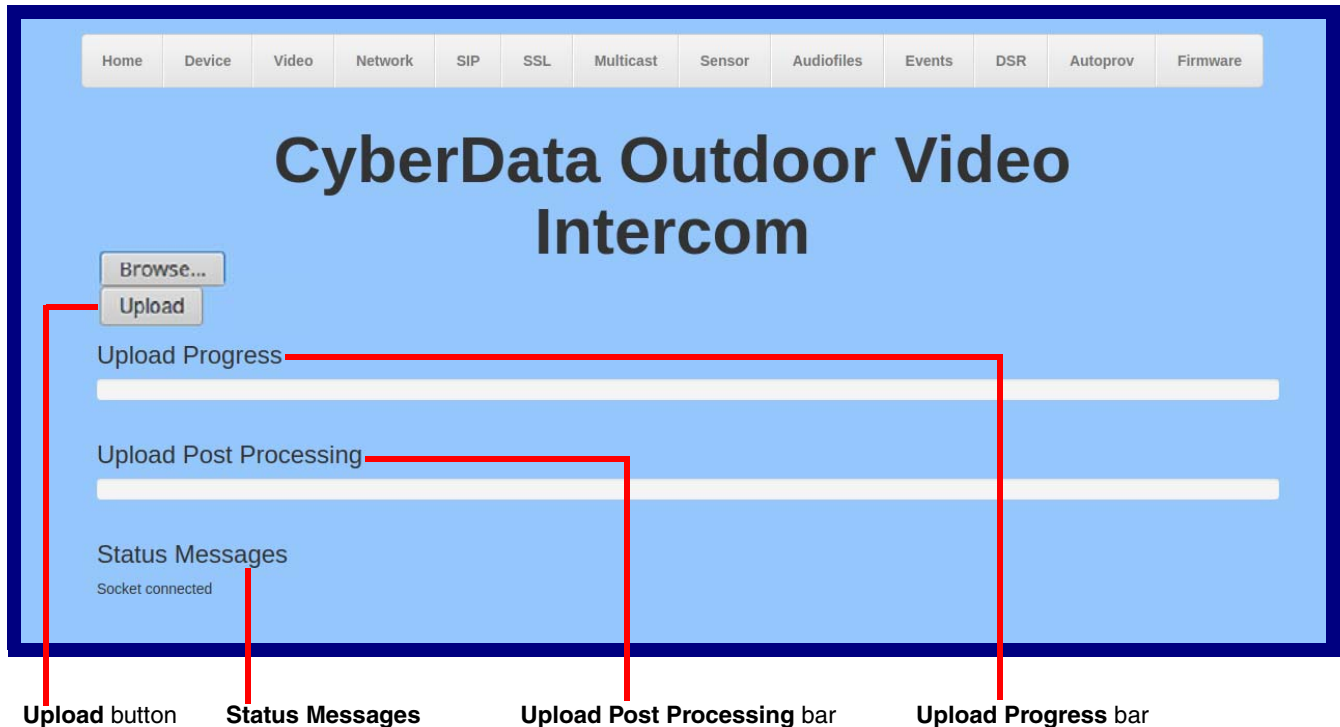 Home Device Video Network SIP SSL Multicast Sensor Audiofiles Events DSR Autoprov Firmware
CyberData Outdoor Video
Intercom
Browse...
Upload
Upload Progress
Upload Post Processing
Status Messages
Socket connected
Upload button Status Messages Upload Post Processing bar Upload Progress bar